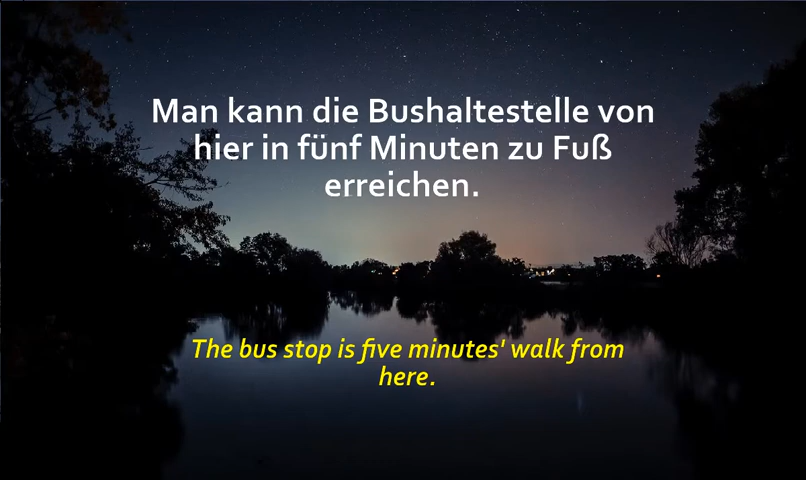 Man kann die Bushaltestelle von
hier in fünf Minuten zu Fuß
erreichen.
The bus stop is five minutes' walk from
here.